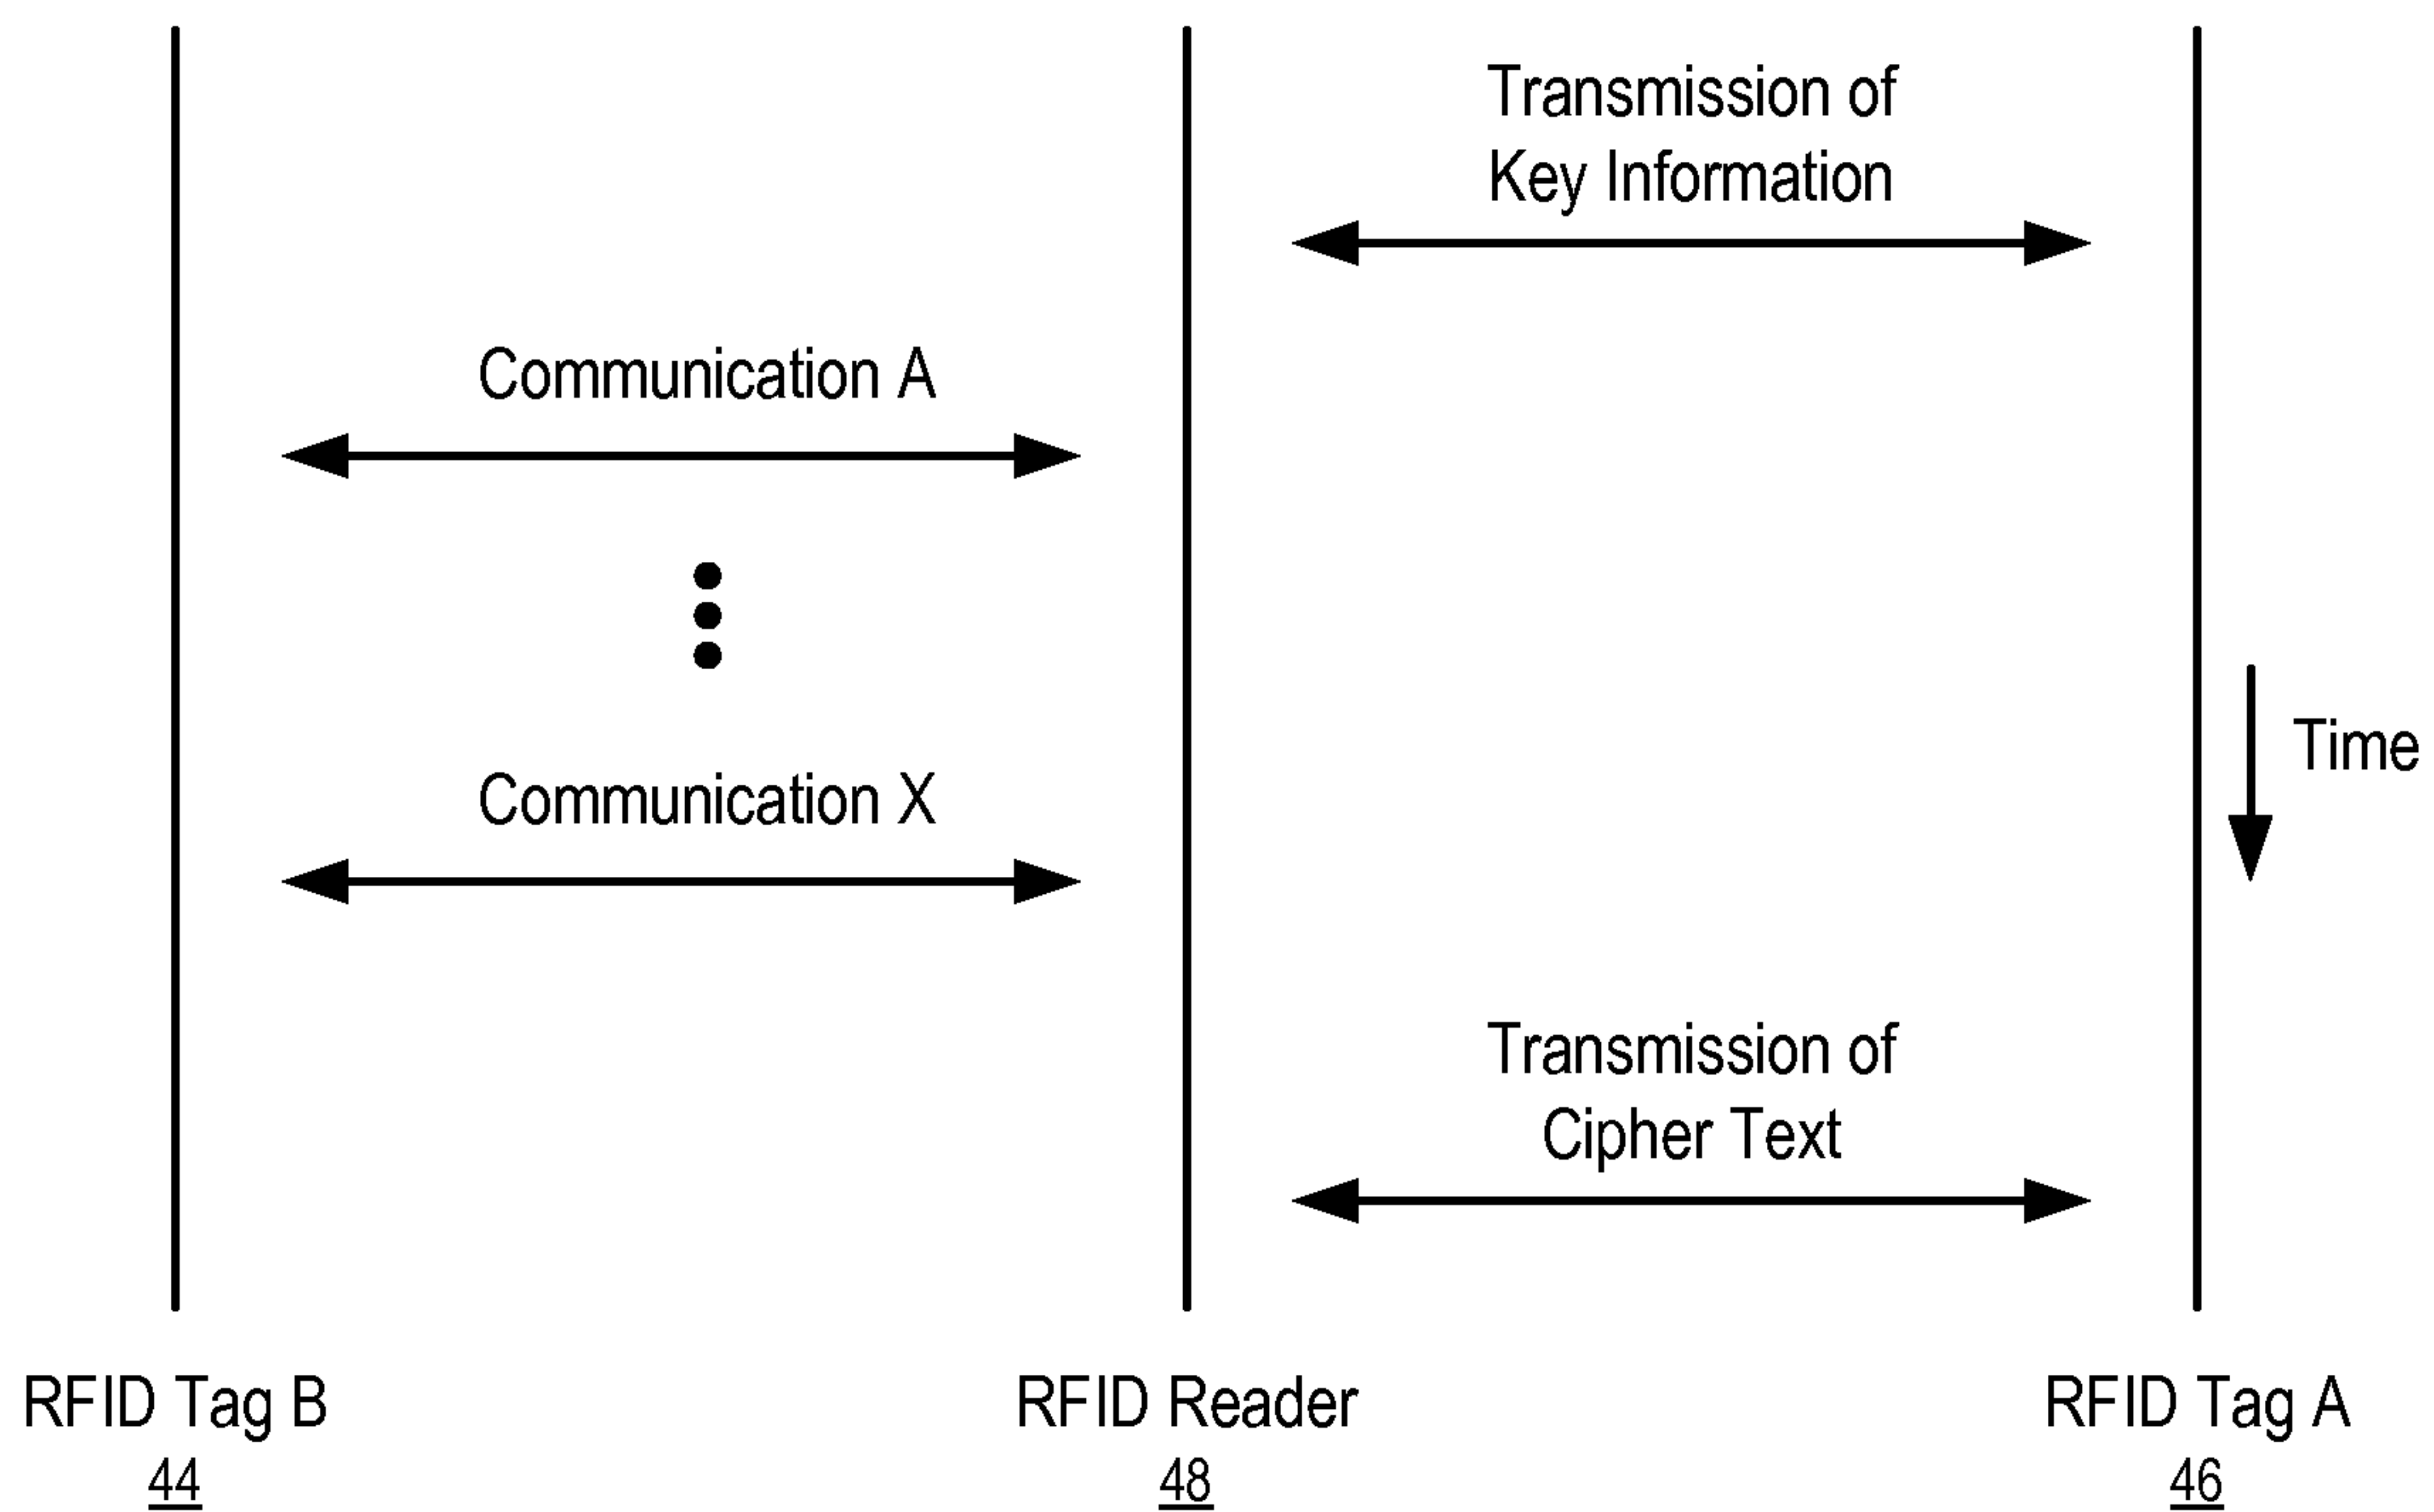 Transmission of
Key Information
Communication A
Communication X
Time
Transmission of
Cipher Text
RFID Tag B
44
RFID Reader
48
RFID Tag A
46